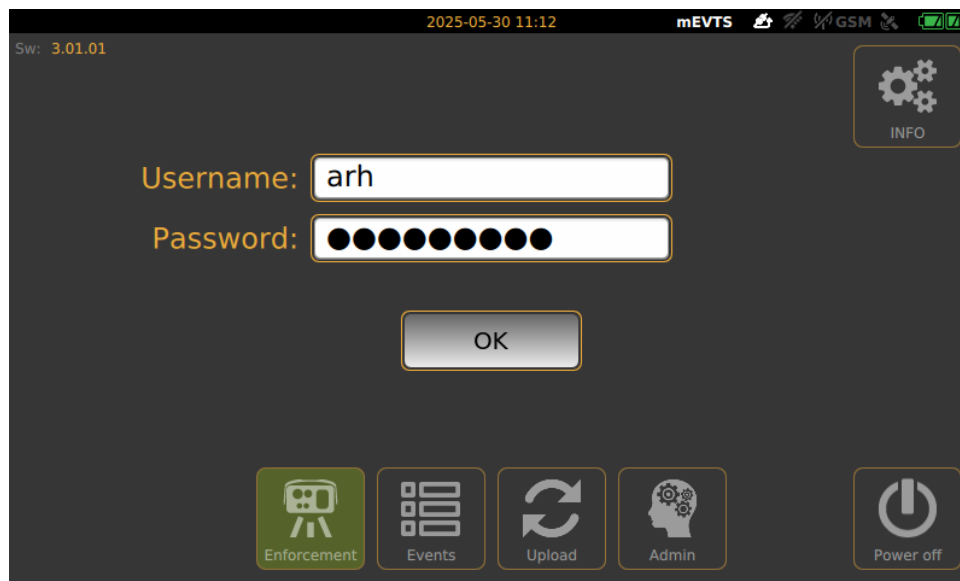 2025-05-30 11:12 mEVTS GSM
Sw: 3.01.01
INFO
Username: arh
Password: ●●●●●●●●●
OK
Enforcement Events Upload Admin Power off